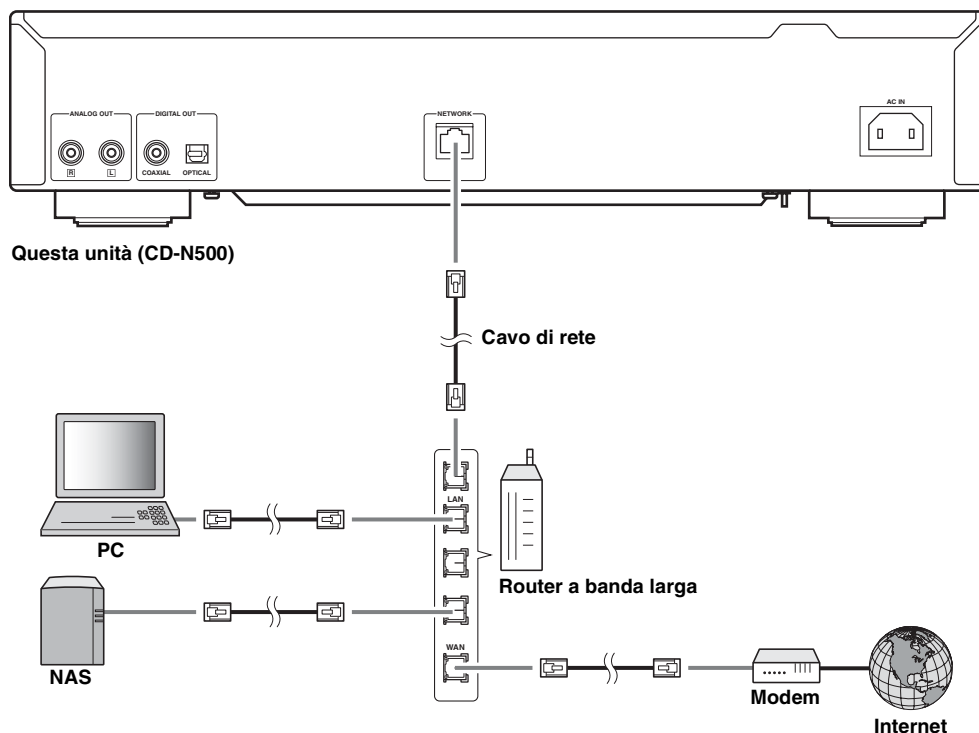 ANALOG OUT
DIGITAL OUT
NETWORK
AC IN
R
L
COAXIAL
OPTICAL
Questa unità (CD-N500)
Cavo di rete
LAN
PC
Router a banda larga
NAS
WAN
Modem
Internet